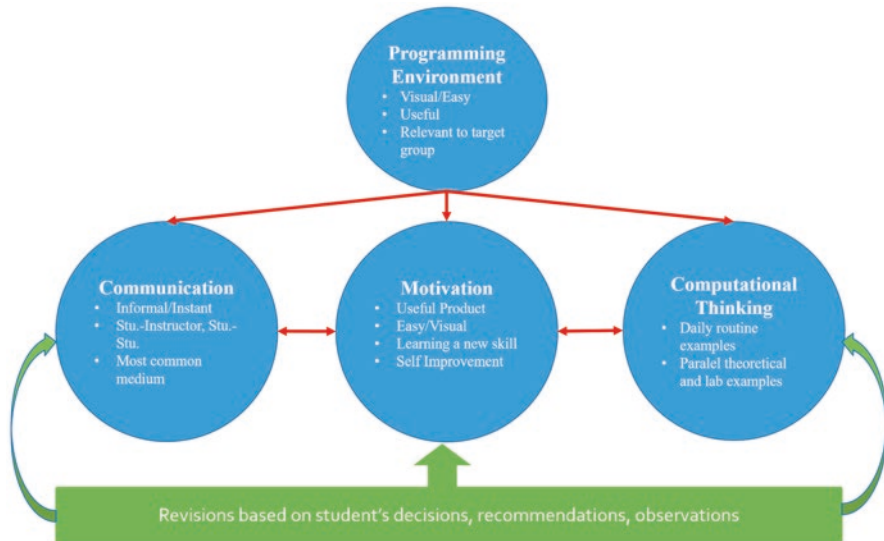 Programming
Environment
• Visual/Easy
• Useful
• Relevant to target
group
Communication
• Informal/Instant
• Stu.-Instructor, Stu.-
Stu.
• Most common
medium
Motivation
• Useful Product
• Easy/Visual
• Learning a new skill
• Self Improvement
Computational
Thinking
• Daily routine
examples
• Paralel theoretical
and lab examples
Revisions based on student's decisions, recommendations, observations